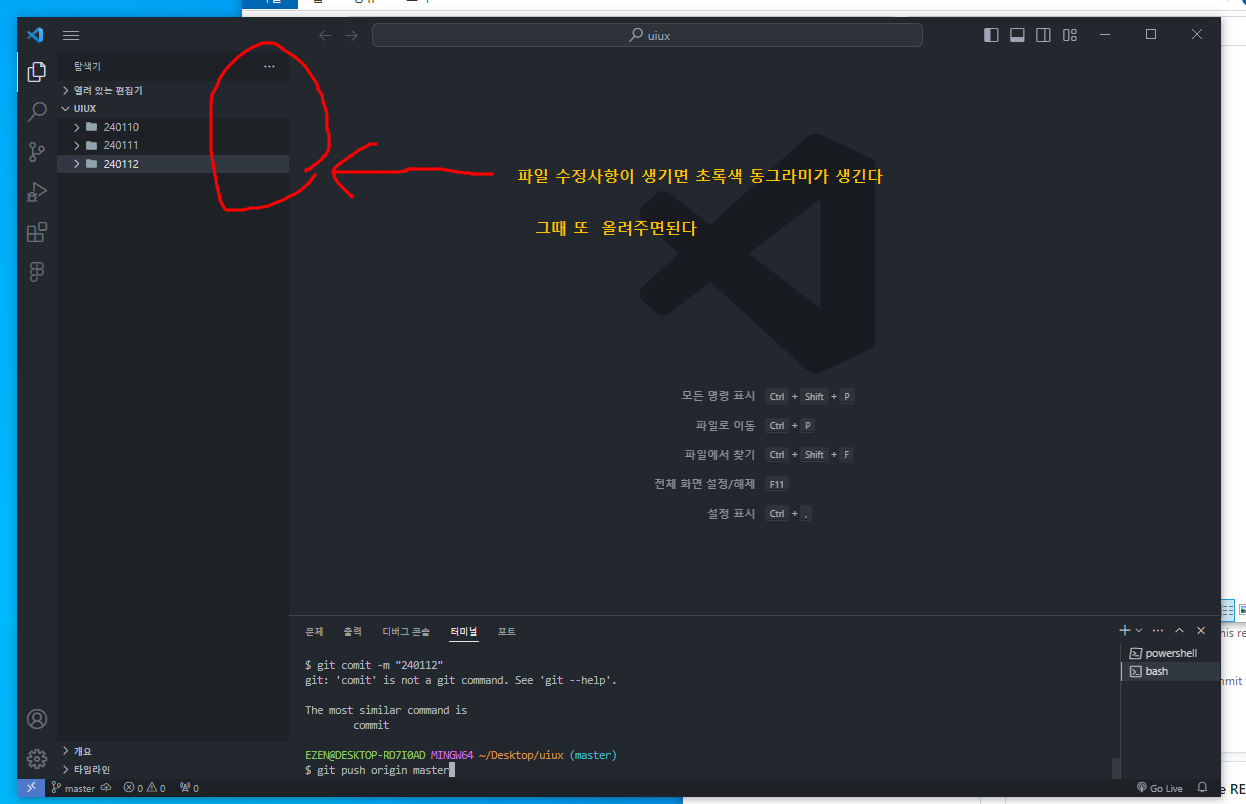 uiux
탐색기
열려 있는 편집기
UIUX
240110
240111
240112
파일 수정사항이 생기면 초록색 동그라미가 생긴다
그때 또 올려주면된다
모든 명령 표시 Ctrl + Shift + P
파일로 이동 Ctrl + P
파일에서 찾기 Ctrl + Shift + F
전체 화면 설정/해제 F11
설정 표시 Ctrl + ,
문제 출력 디버그 콘솔 터미널 포트
powershell
bash
$ git comit -m "240112"
git: 'comit' is not a git command. See 'git --help'.
The most similar command is
commit
EZEN@DESKTOP-RD7I0AD MINGW64 ~/Desktop/uiux (master)
$ git push origin master
개요
타임라인
master 0 0 0 Go Live
his re
mmit
e RE